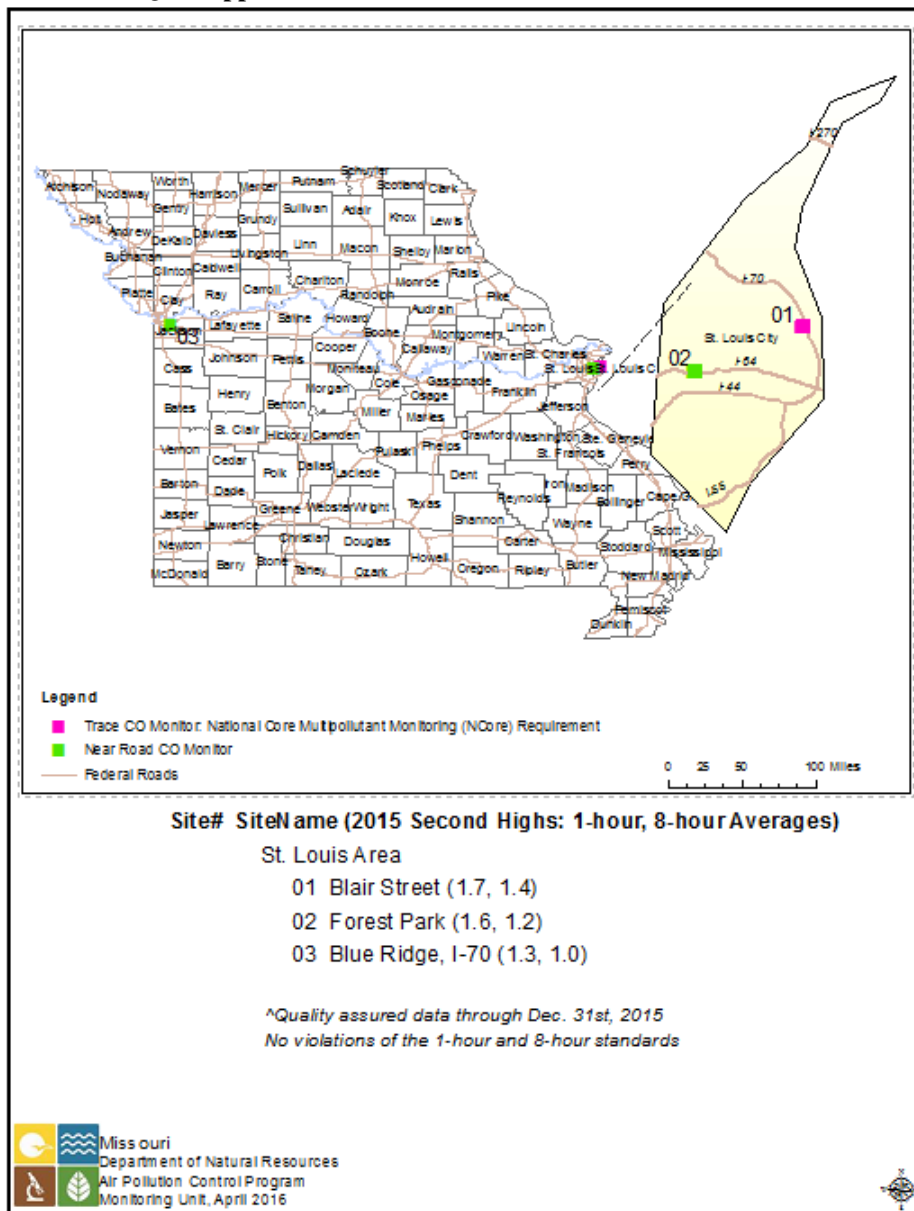 I-270
Schuyler
Atchison
Worth
Mercer
Putnam
Scotland
Clark
Nodaway
Harrison
Gentry
Sullivan
Adair
Knox
Lewis
Holt
Grundy
Andrew
DeKalb
Daviess
Linn
Macon
Shelby
Marion
Buchanan
Livingston
Clinton
Caldwell
Chariton
Ralls
I-70
Platte
Ray
Carroll
Randolph
Monroe
Pike
Clay
Saline
Howard
Audrain
01
Jackson
03
Lafayette
Boone
Montgomery
Lincoln
Cooper
Callaway
Warren
St. Charles
St. Louis City
Johnson
Pettis
Moniteau
Cass
Cole
Gasconade
St. Louis
St. Louis C
02
I-64
Henry
Morgan
Osage
Franklin
I-44
Bates
Benton
Miller
Maries
Jefferson
St. Clair
Hickory
Camden
Crawford
Washington
Ste. Genevie
Vernon
Pulaski
Phelps
St. Francois
Cedar
Polk
Dallas
Laclede
Dent
Iron
Perry
Barton
Dade
Reynolds
Madison
I-55
Greene
Webster
Wright
Texas
Bollinger
Cape G
Jasper
Lawrence
Shannon
Wayne
Scott
Christian
Douglas
Newton
Carter
Stoddard
Mississippi
McDonald
Barry
Stone
Taney
Ozark
Howell
Oregon
Ripley
Butler
New Madrid
Pemiscot
Dunklin
Legend
Trace CO Monitor: National Core Multipollutant Monitoring (NCore) Requirement
Near Road CO Monitor
Federal Roads
0 25 50 100 Miles
Site# SiteName (2015 Second Highs: 1-hour, 8-hour Averages)
St. Louis Area
01 Blair Street (1.7, 1.4)
02 Forest Park (1.6, 1.2)
03 Blue Ridge, I-70 (1.3, 1.0)
^Quality assured data through Dec. 31st, 2015
No violations of the 1-hour and 8-hour standards
Missouri
Department of Natural Resources
Air Pollution Control Program
Monitoring Unit, April 2016